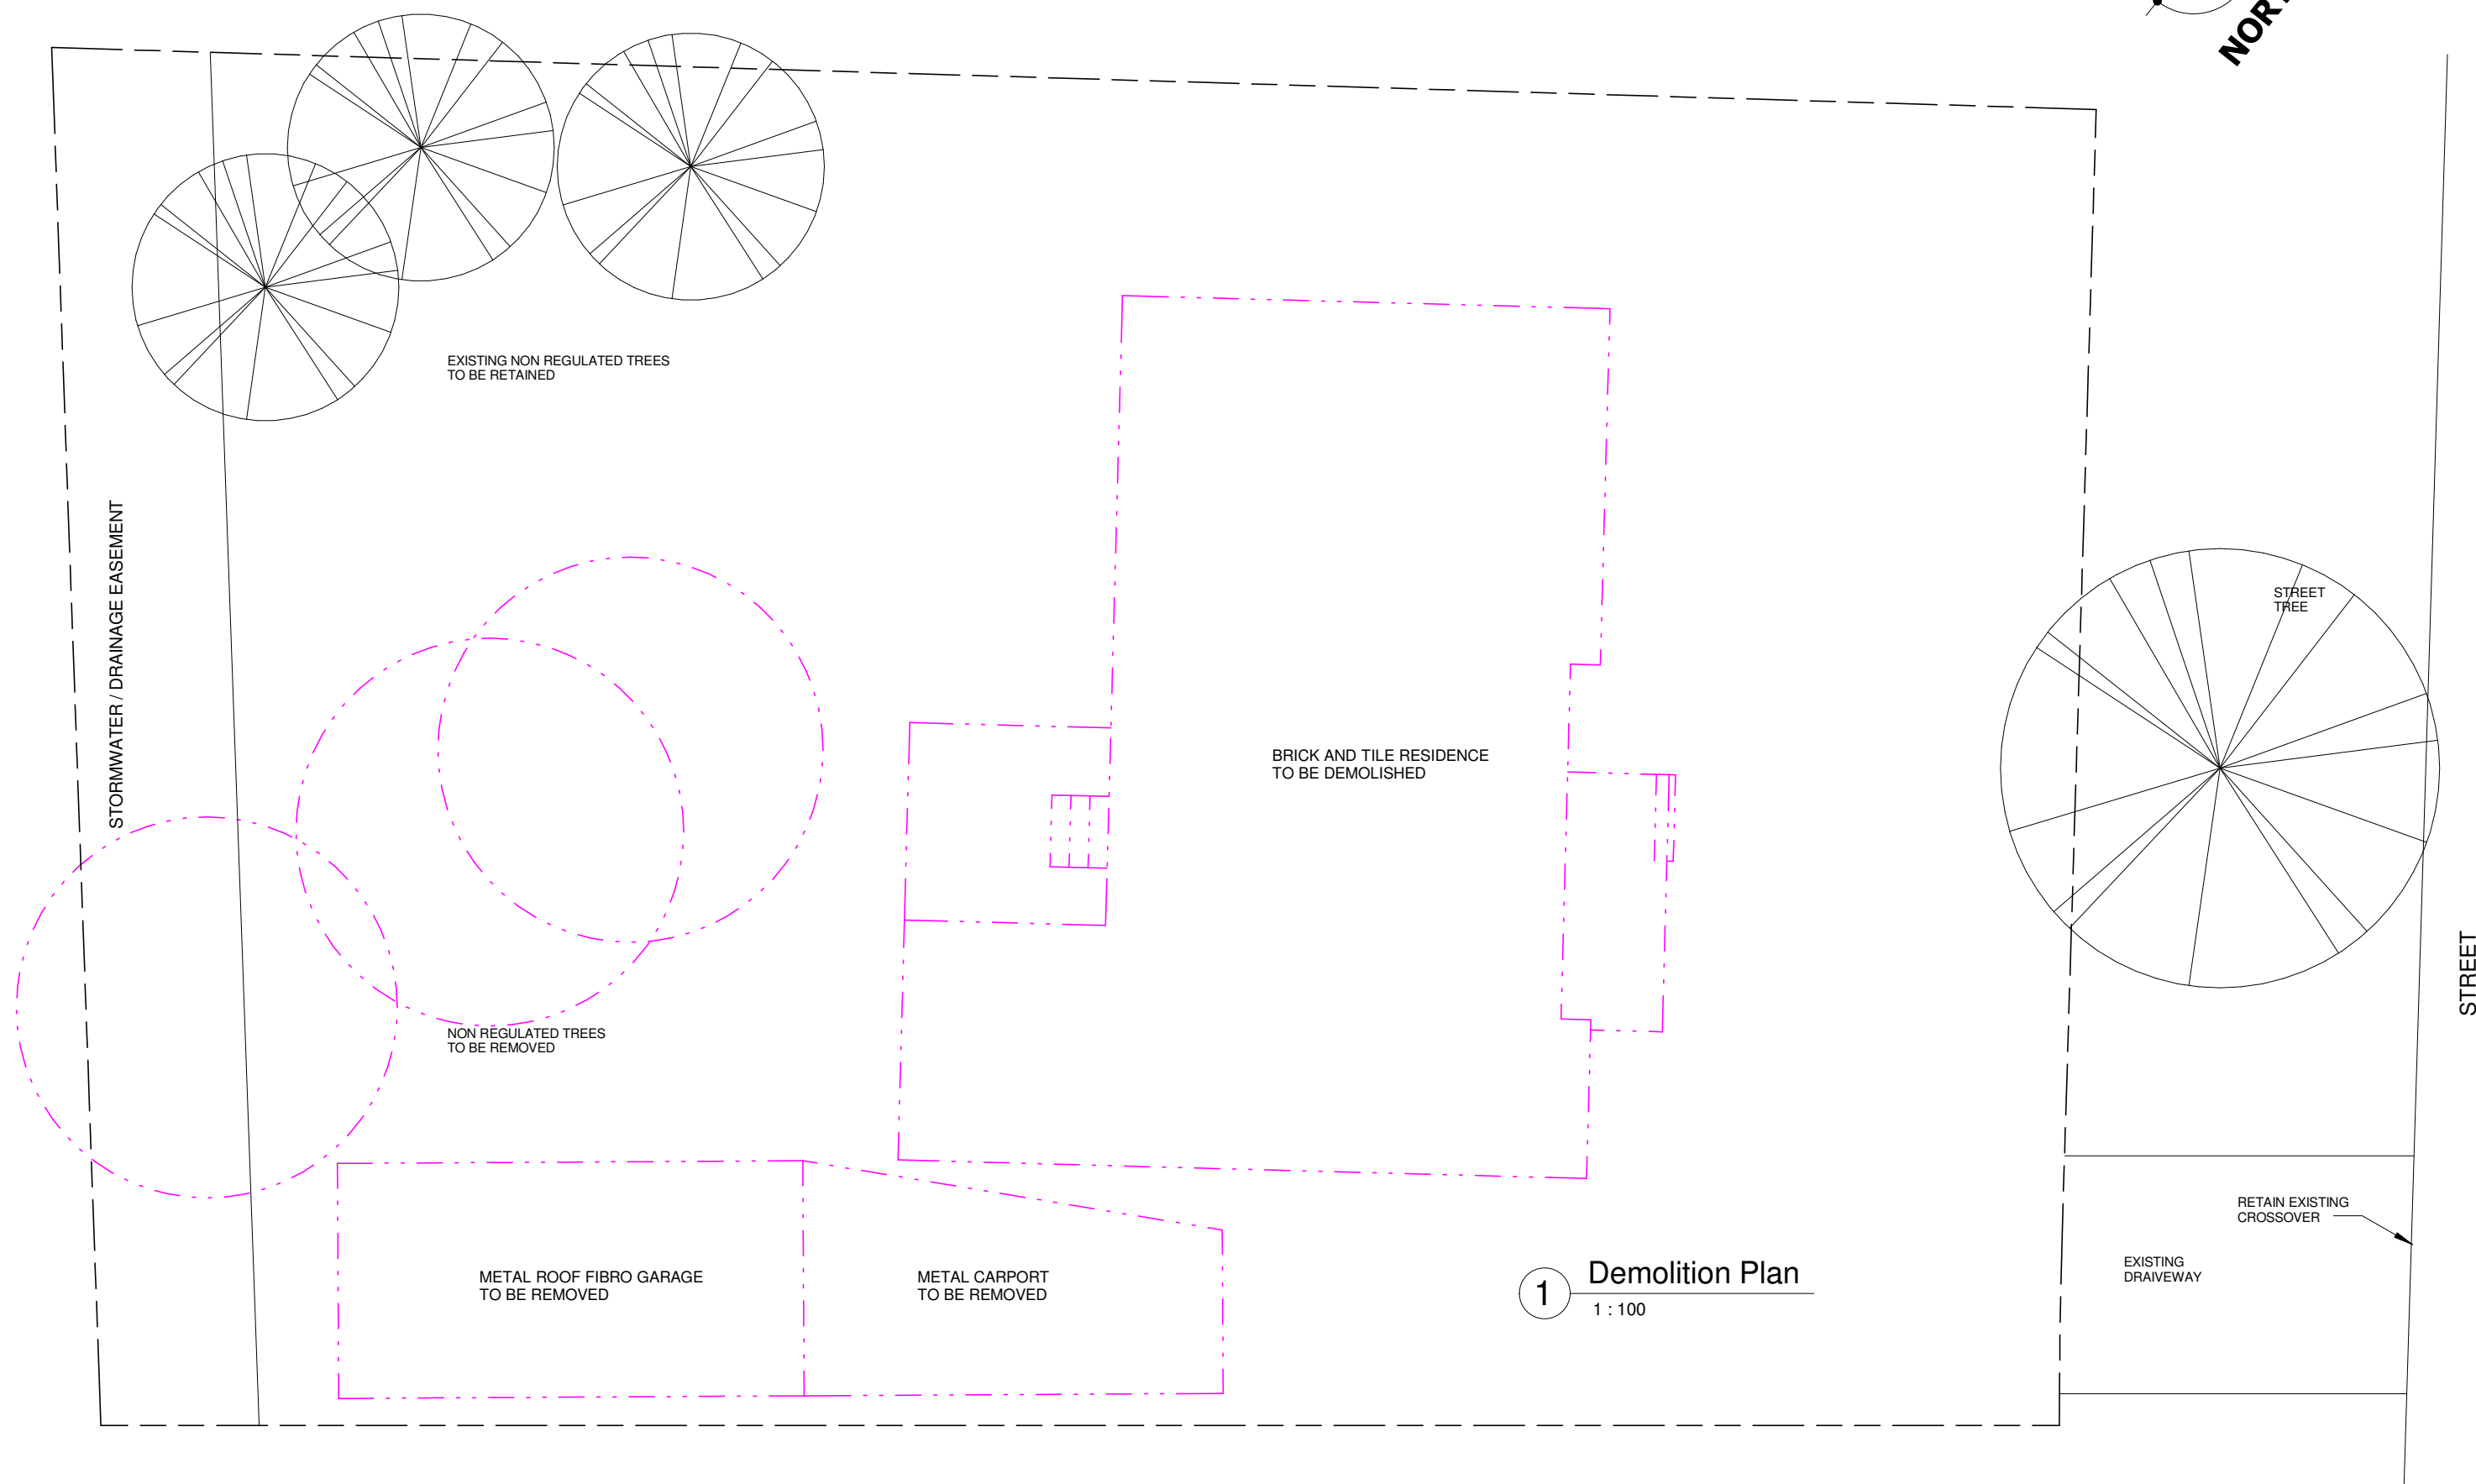 NOR
EXISTING NON REGULATED TREES
TO BE RETAINED
STORMWATER / DRAINAGE EASEMENT
STREET
TREE
BRICK AND TILE RESIDENCE
TO BE DEMOLISHED
STREET
NON REGULATED TREES
TO BE REMOVED
RETAIN EXISTING
CROSSOVER
EXISTING
DRAIVEWAY
METAL ROOF FIBRO GARAGE
TO BE REMOVED
METAL CARPORT
TO BE REMOVED
1
Demolition Plan
1 : 100